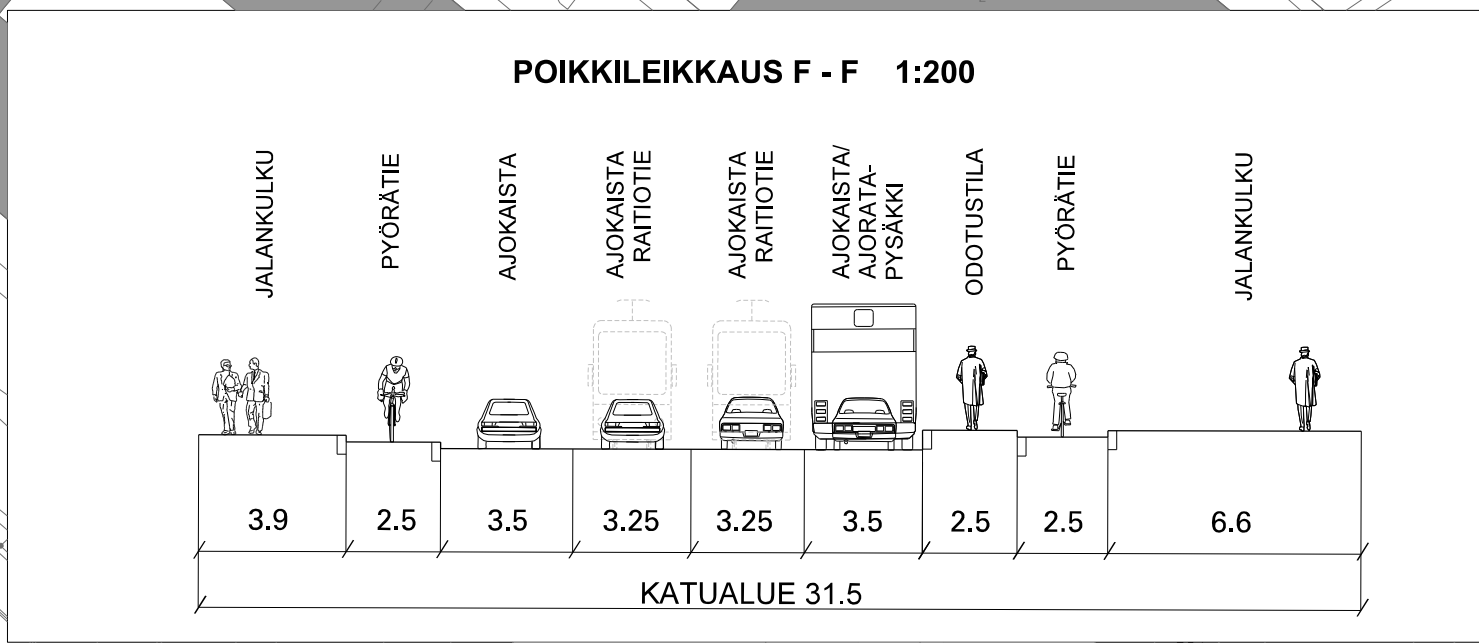 POIKKILEIKKAUS F - F 1:200
JALANKULKU
PYÖRÄTIE
AJOKAISTA
AJOKAISTA
RAITIOTIE
AJOKAISTA
RAITIOTIE
AJOKAISTA/
AJORATA-
PYSÄKKI
ODOTUSTILA
PYÖRÄTIE
JALANKULKU
3.9 2.5 3.5 3.25 3.25 3.5 2.5 2.5 6.6
KATUALUE 31.5